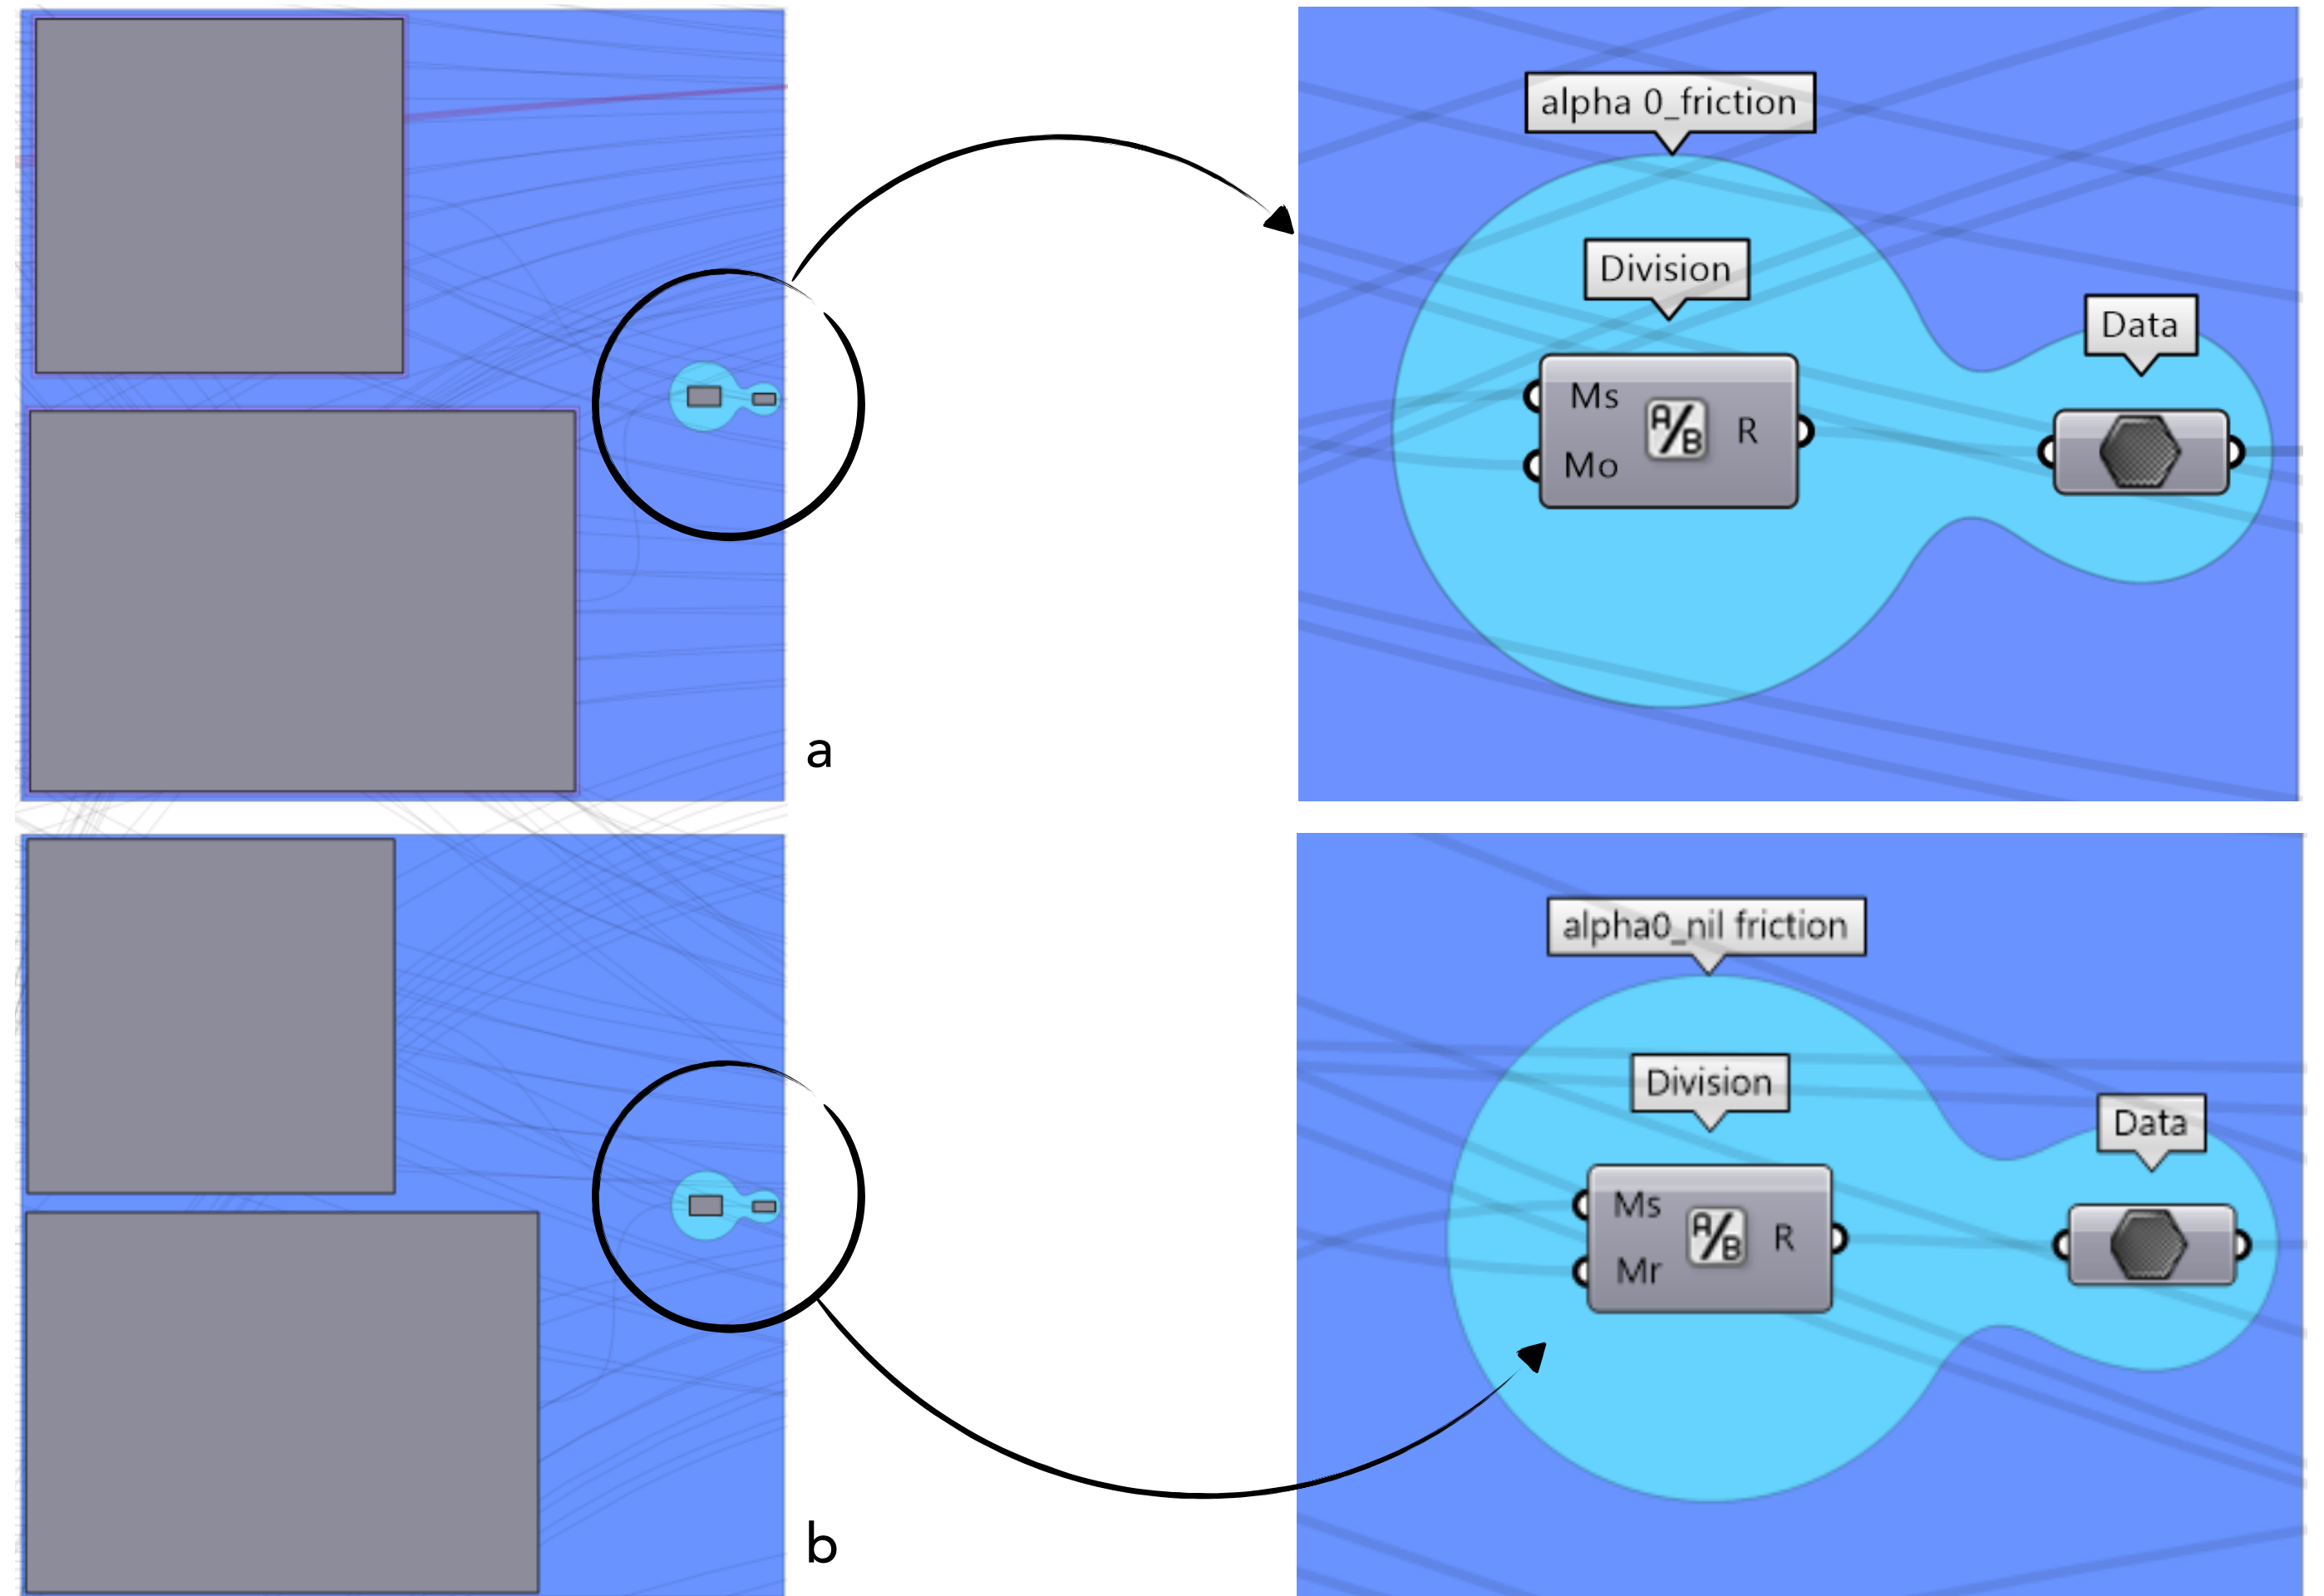 alpha 0_friction
Division
Data
Ms
A/B
R
Mo
a
alpha0_nil friction
Division
Data
Ms
A/B
R
Mr
b